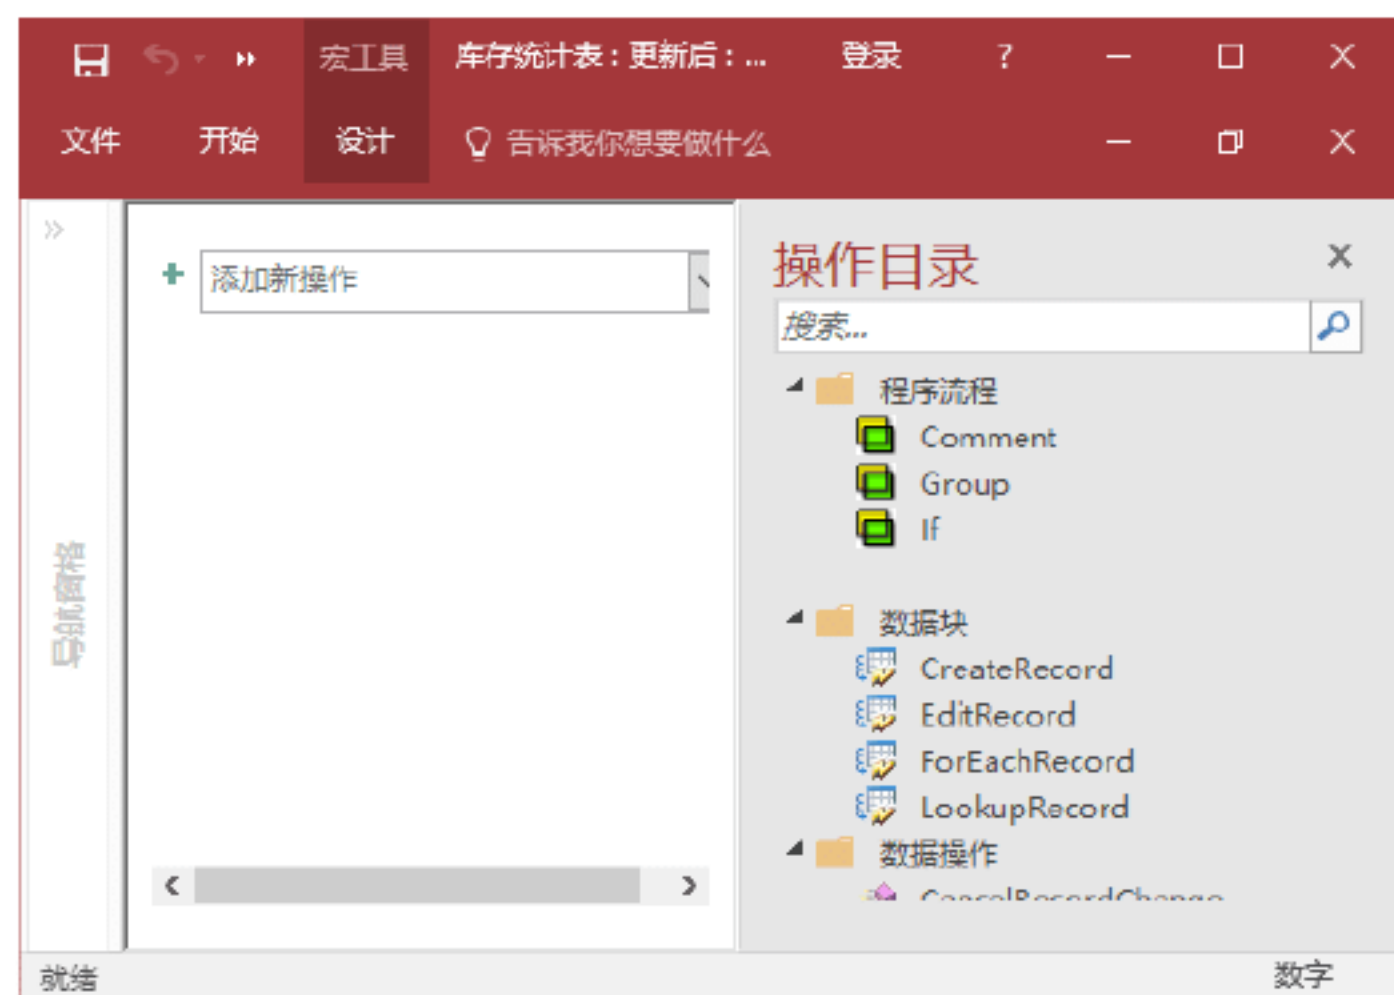 宏工具 库存统计表 : 更新后 : ... 登录 ?
文件 开始 设计 告诉我你想要做什么
添加新操作
导航窗格
操作目录
搜索...
程序流程
Comment
Group
If
数据块
CreateRecord
EditRecord
ForEachRecord
LookupRecord
数据操作
CancelRecordChange
就绪 数字